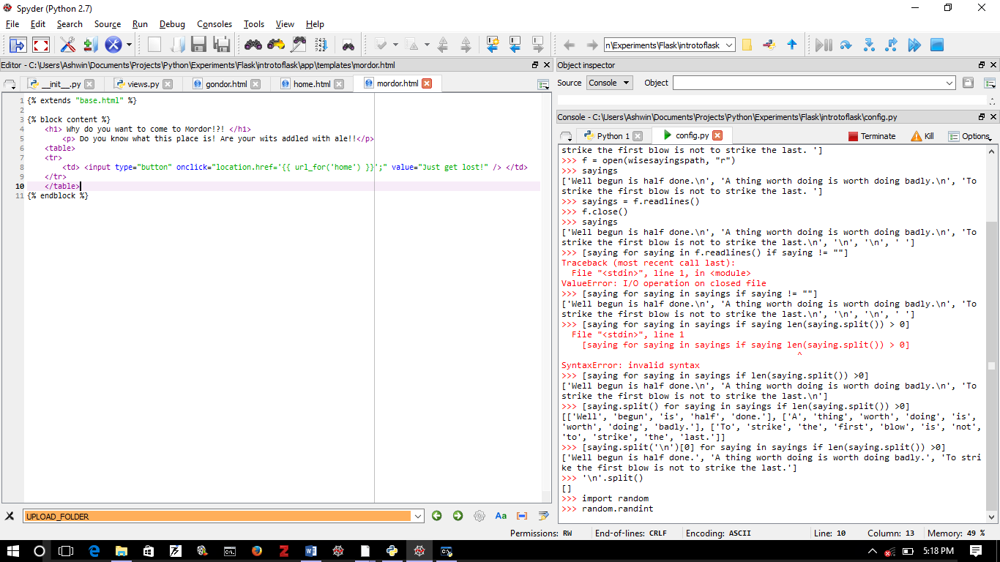 Spyder (Python 2.7)
File Edit Search Source Run Debug Consoles Tools View Help
n\Experiments\Flask\introtoflask
Editor - C:\Users\Ashwin\Documents\Projects\Python\Experiments\Flask\introtoflask\app\templates\mordor.html
__init__.py views.py gondor.html home.html mordor.html
1 {% extends "base.html" %}
2
3 {% block content %}
4 <h1> Why do you want to come to Mordor!?! </h1>
5 <p> Do you know what this place is! Are your wits addled with ale!!</p>
6 <table>
7 <tr>
8 <td> <input type="button" onclick="location.href='{{ url_for('home') }}';" value="Just get lost!" /> </td>
9 </tr>
10 </table>
11 {% endblock %}
UPLOAD_FOLDER
Aa
Object inspector
Source Console Object
Console - C:\Users\Ashwin\Documents\Projects\Python\Experiments\Flask\introtoflask\config.py
Python 1 config.py Terminate Kill Options
strike the first blow is not to strike the last. ']
>>> f = open(wisesayingspath, "r")
>>> sayings
['Well begun is half done.\n', 'A thing worth doing is worth doing badly.\n', 'To
strike the first blow is not to strike the last. ']
>>> sayings = f.readlines()
>>> f.close()
>>> sayings
['Well begun is half done.\n', 'A thing worth doing is worth doing badly.\n', 'To
strike the first blow is not to strike the last.\n', '\n', '\n', ' ']
>>> [saying for saying in f.readlines() if saying != ""]
Traceback (most recent call last):
File "<stdin>", line 1, in <module>
ValueError: I/O operation on closed file
>>> [saying for saying in sayings if saying != ""]
['Well begun is half done.\n', 'A thing worth doing is worth doing badly.\n', 'To
strike the first blow is not to strike the last.\n', '\n', '\n', ' ']
>>> [saying for saying in sayings if saying len(saying.split()) > 0]
File "<stdin>", line 1
[saying for saying in sayings if saying len(saying.split()) > 0]
^
SyntaxError: invalid syntax
>>> [saying for saying in sayings if len(saying.split()) >0]
['Well begun is half done.\n', 'A thing worth doing is worth doing badly.\n', 'To
strike the first blow is not to strike the last.\n']
>>> [saying.split() for saying in sayings if len(saying.split()) >0]
[['Well', 'begun', 'is', 'half', 'done.'], ['A', 'thing', 'worth', 'doing', 'is',
'worth', 'doing', 'badly.'], ['To', 'strike', 'the', 'first', 'blow', 'is', 'not',
'to', 'strike', 'the', 'last.']]
>>> [saying.split('\n')[0] for saying in sayings if len(saying.split()) >0]
['Well begun is half done.', 'A thing worth doing is worth doing badly.', 'To stri
ke the first blow is not to strike the last.']
>>> '\n'.split()
[]
>>> import random
>>> random.randint
Permissions: RW End-of-lines: CRLF Encoding: ASCII Line: 10 Column: 13 Memory: 49 %
5:18 PM